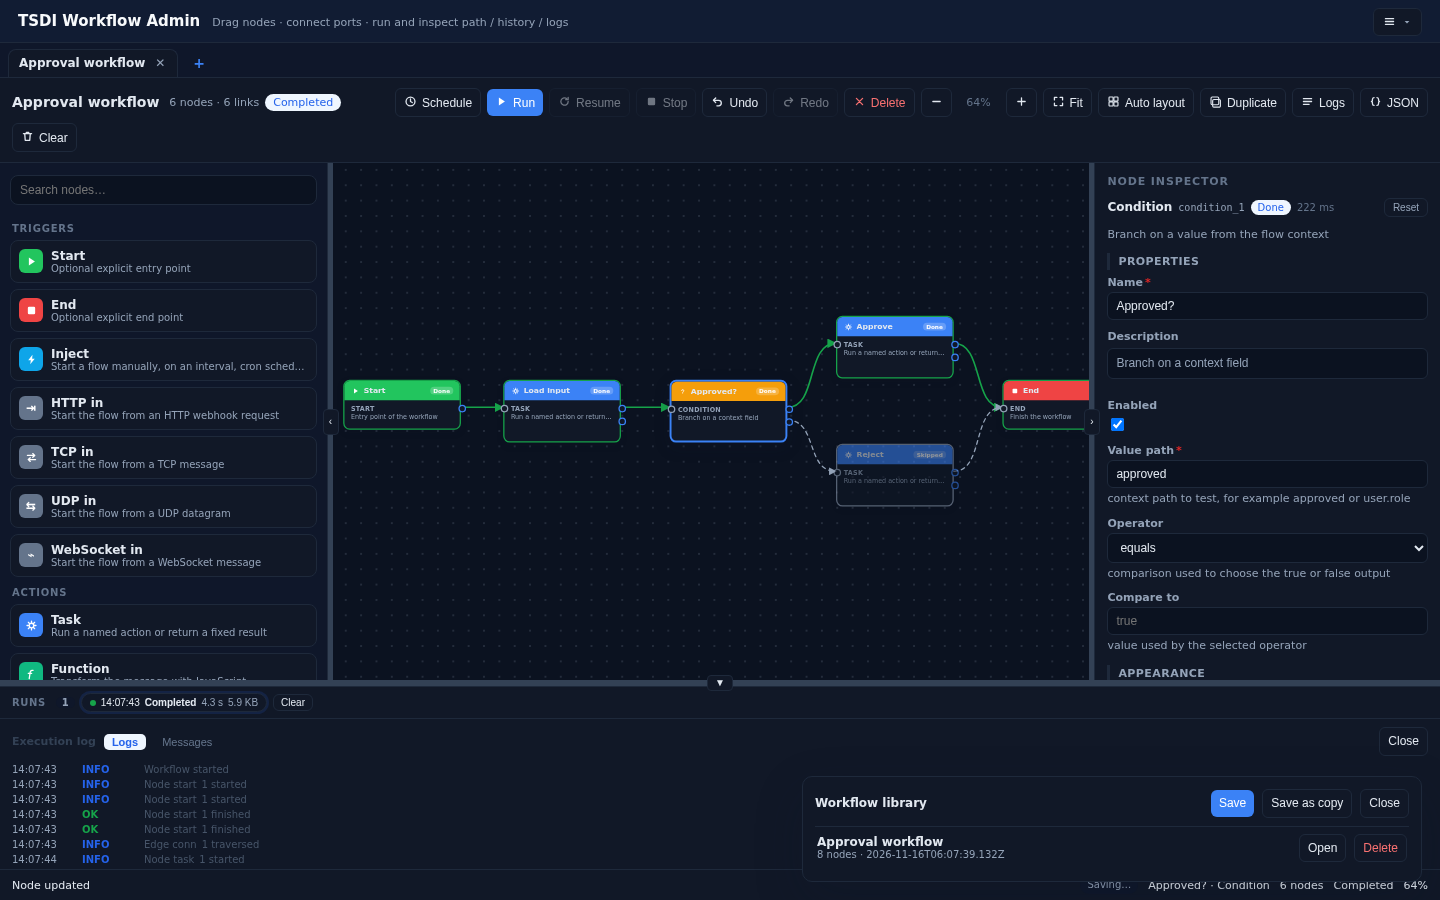 TSDI Workflow Admin
Drag nodes · connect ports · run and inspect path / history / logs
Approval workflow ✕ +
Approval workflow 6 nodes · 6 links Completed
Schedule Run Resume Stop Undo Redo Delete − 64% + Fit Auto layout Duplicate Logs JSON
Clear
Search nodes…
TRIGGERS
Start
Optional explicit entry point
End
Optional explicit end point
Inject
Start a flow manually, on an interval, cron sched...
HTTP in
Start the flow from an HTTP webhook request
TCP in
Start the flow from a TCP message
UDP in
Start the flow from a UDP datagram
WebSocket in
Start the flow from a WebSocket message
ACTIONS
Task
Run a named action or return a fixed result
Function
Start Done
START
Entry point of the workflow
Load input Done
TASK
Run a named action or return...
Approved? Done
CONDITION
Branch on a context field
Approve Done
TASK
Run a named action or return...
Reject Skipped
TASK
Run a named action or return...
End
END
Finish the workflow
NODE INSPECTOR
Condition condition_1 Done 222 ms Reset
Branch on a value from the flow context
PROPERTIES
Name *
Approved?
Description
Branch on a context field
Enabled
Value path *
approved
context path to test, for example approved or user.role
Operator
equals
comparison used to choose the true or false output
Compare to
true
value used by the selected operator
APPEARANCE
RUNS 1 14:07:43 Completed 4.3 s 5.9 KB Clear
Execution log Logs Messages Close
14:07:43 INFO Workflow started
14:07:43 INFO Node start_1 started
14:07:43 INFO Node start_1 started
14:07:43 OK Node start_1 finished
14:07:43 OK Node start_1 finished
14:07:43 INFO Edge conn_1 traversed
14:07:44 INFO Node task_1 started
Workflow library Save Save as copy Close
Approval workflow
8 nodes · 2026-11-16T06:07:39.132Z
Open Delete
Node updated
Saving... Approved? · Condition 6 nodes Completed 64%